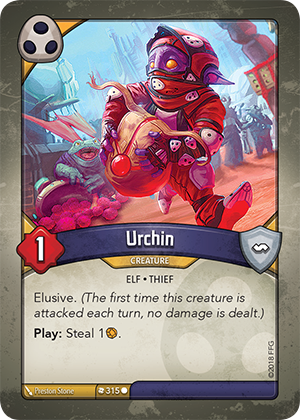 Urchin
CREATURE
1
ELF • THIEF
Elusive. (The first time this creature is
attacked each turn, no damage is dealt.)
Play: Steal 1
Preston Stone
315
©2018 FFG